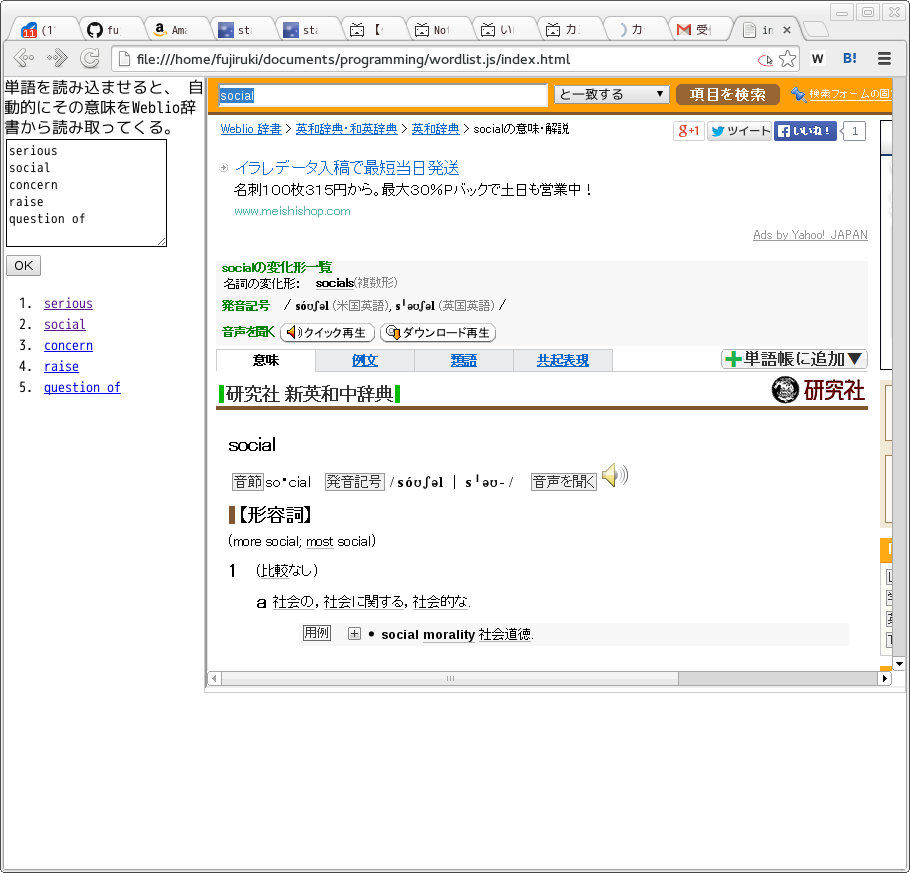 11 (1 fu Ama sta sta 【 Not い カ カ M 受 in
file:///home/fujiruki/documents/programming/wordlist.js/index.html W B!
単語を読み込ませると、 自
動的にその意味をWeblio辞
書から読み取ってくる。
serious
social
concern
raise
question of
OK
1. serious
2. social
3. concern
4. raise
5. question of
social と一致する ▼ 項目を検索 検索フォームの固
Weblio 辞書 > 英和辞典・和英辞典 > 英和辞典 > socialの意味・解説
g+1 ツイート いいね! 1
イラレデータ入稿で最短当日発送
名刺100枚315円から。最大30%Pバックで土日も営業中！
www.meishishop.com
Ads by Yahoo! JAPAN
socialの変化形一覧
名詞の変化形： socials(複数形)
発音記号 / sóʊʃəl (米国英語), sˈəʊʃəl (英国英語) /
音声を聞く クイック再生 ダウンロード再生
意味 例文 類語 共起表現 +単語帳に追加▼
研究社 新英和中辞典 研究社
social
音節 so・cial 発音記号 / sóʊʃəl | sˈəʊ- / 音声を聞く
【形容詞】
(more social; most social)
1 (比較なし)
a 社会の, 社会に関する, 社会的な.
用例 + • social morality 社会道徳.